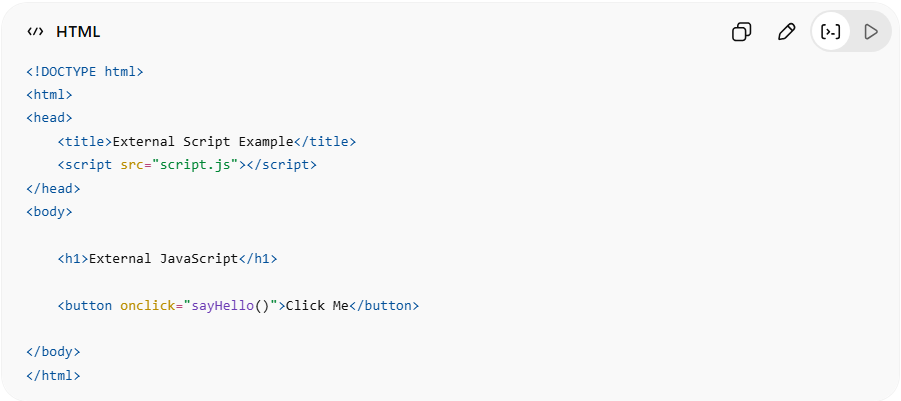 HTML
<!DOCTYPE html>
<html>
<head>
    <title>External Script Example</title>
    <script src="script.js"></script>
</head>
<body>

    <h1>External JavaScript</h1>

    <button onclick="sayHello()">Click Me</button>

</body>
</html>